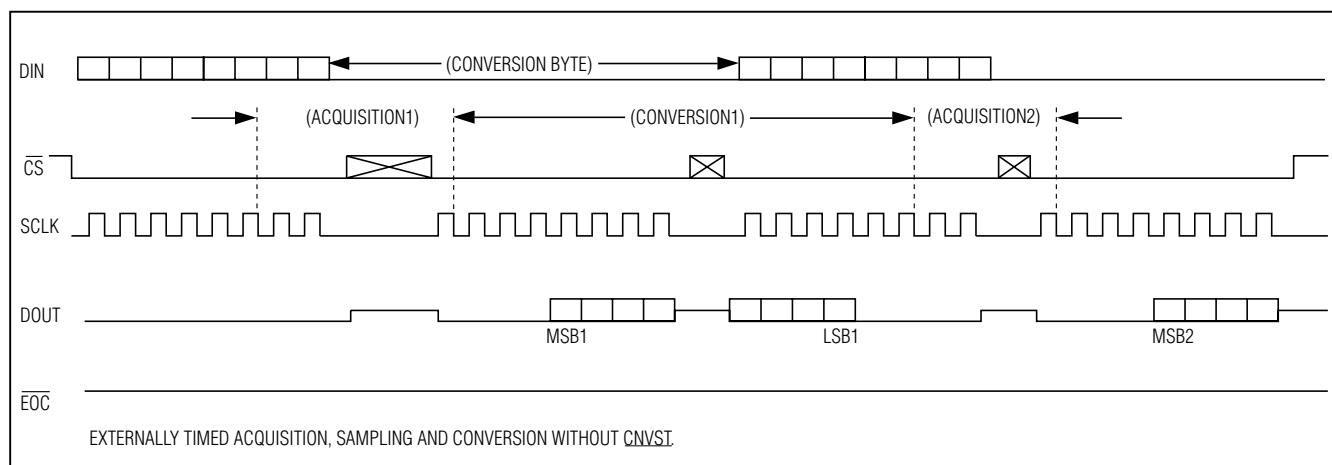 DIN
(CONVERSION BYTE)
(ACQUISITION1)
(CONVERSION1)
(ACQUISITION2)
CS
SCLK
DOUT
MSB1
LSB1
MSB2
EOC
EXTERNALLY TIMED ACQUISITION, SAMPLING AND CONVERSION WITHOUT CNVST.